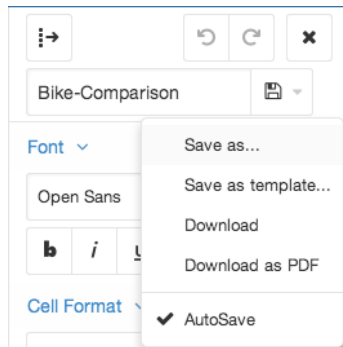 Bike-Comparison
Font
Save as...
Open Sans
Save as template...
Download
b i u
Download as PDF
Cell Format
AutoSave